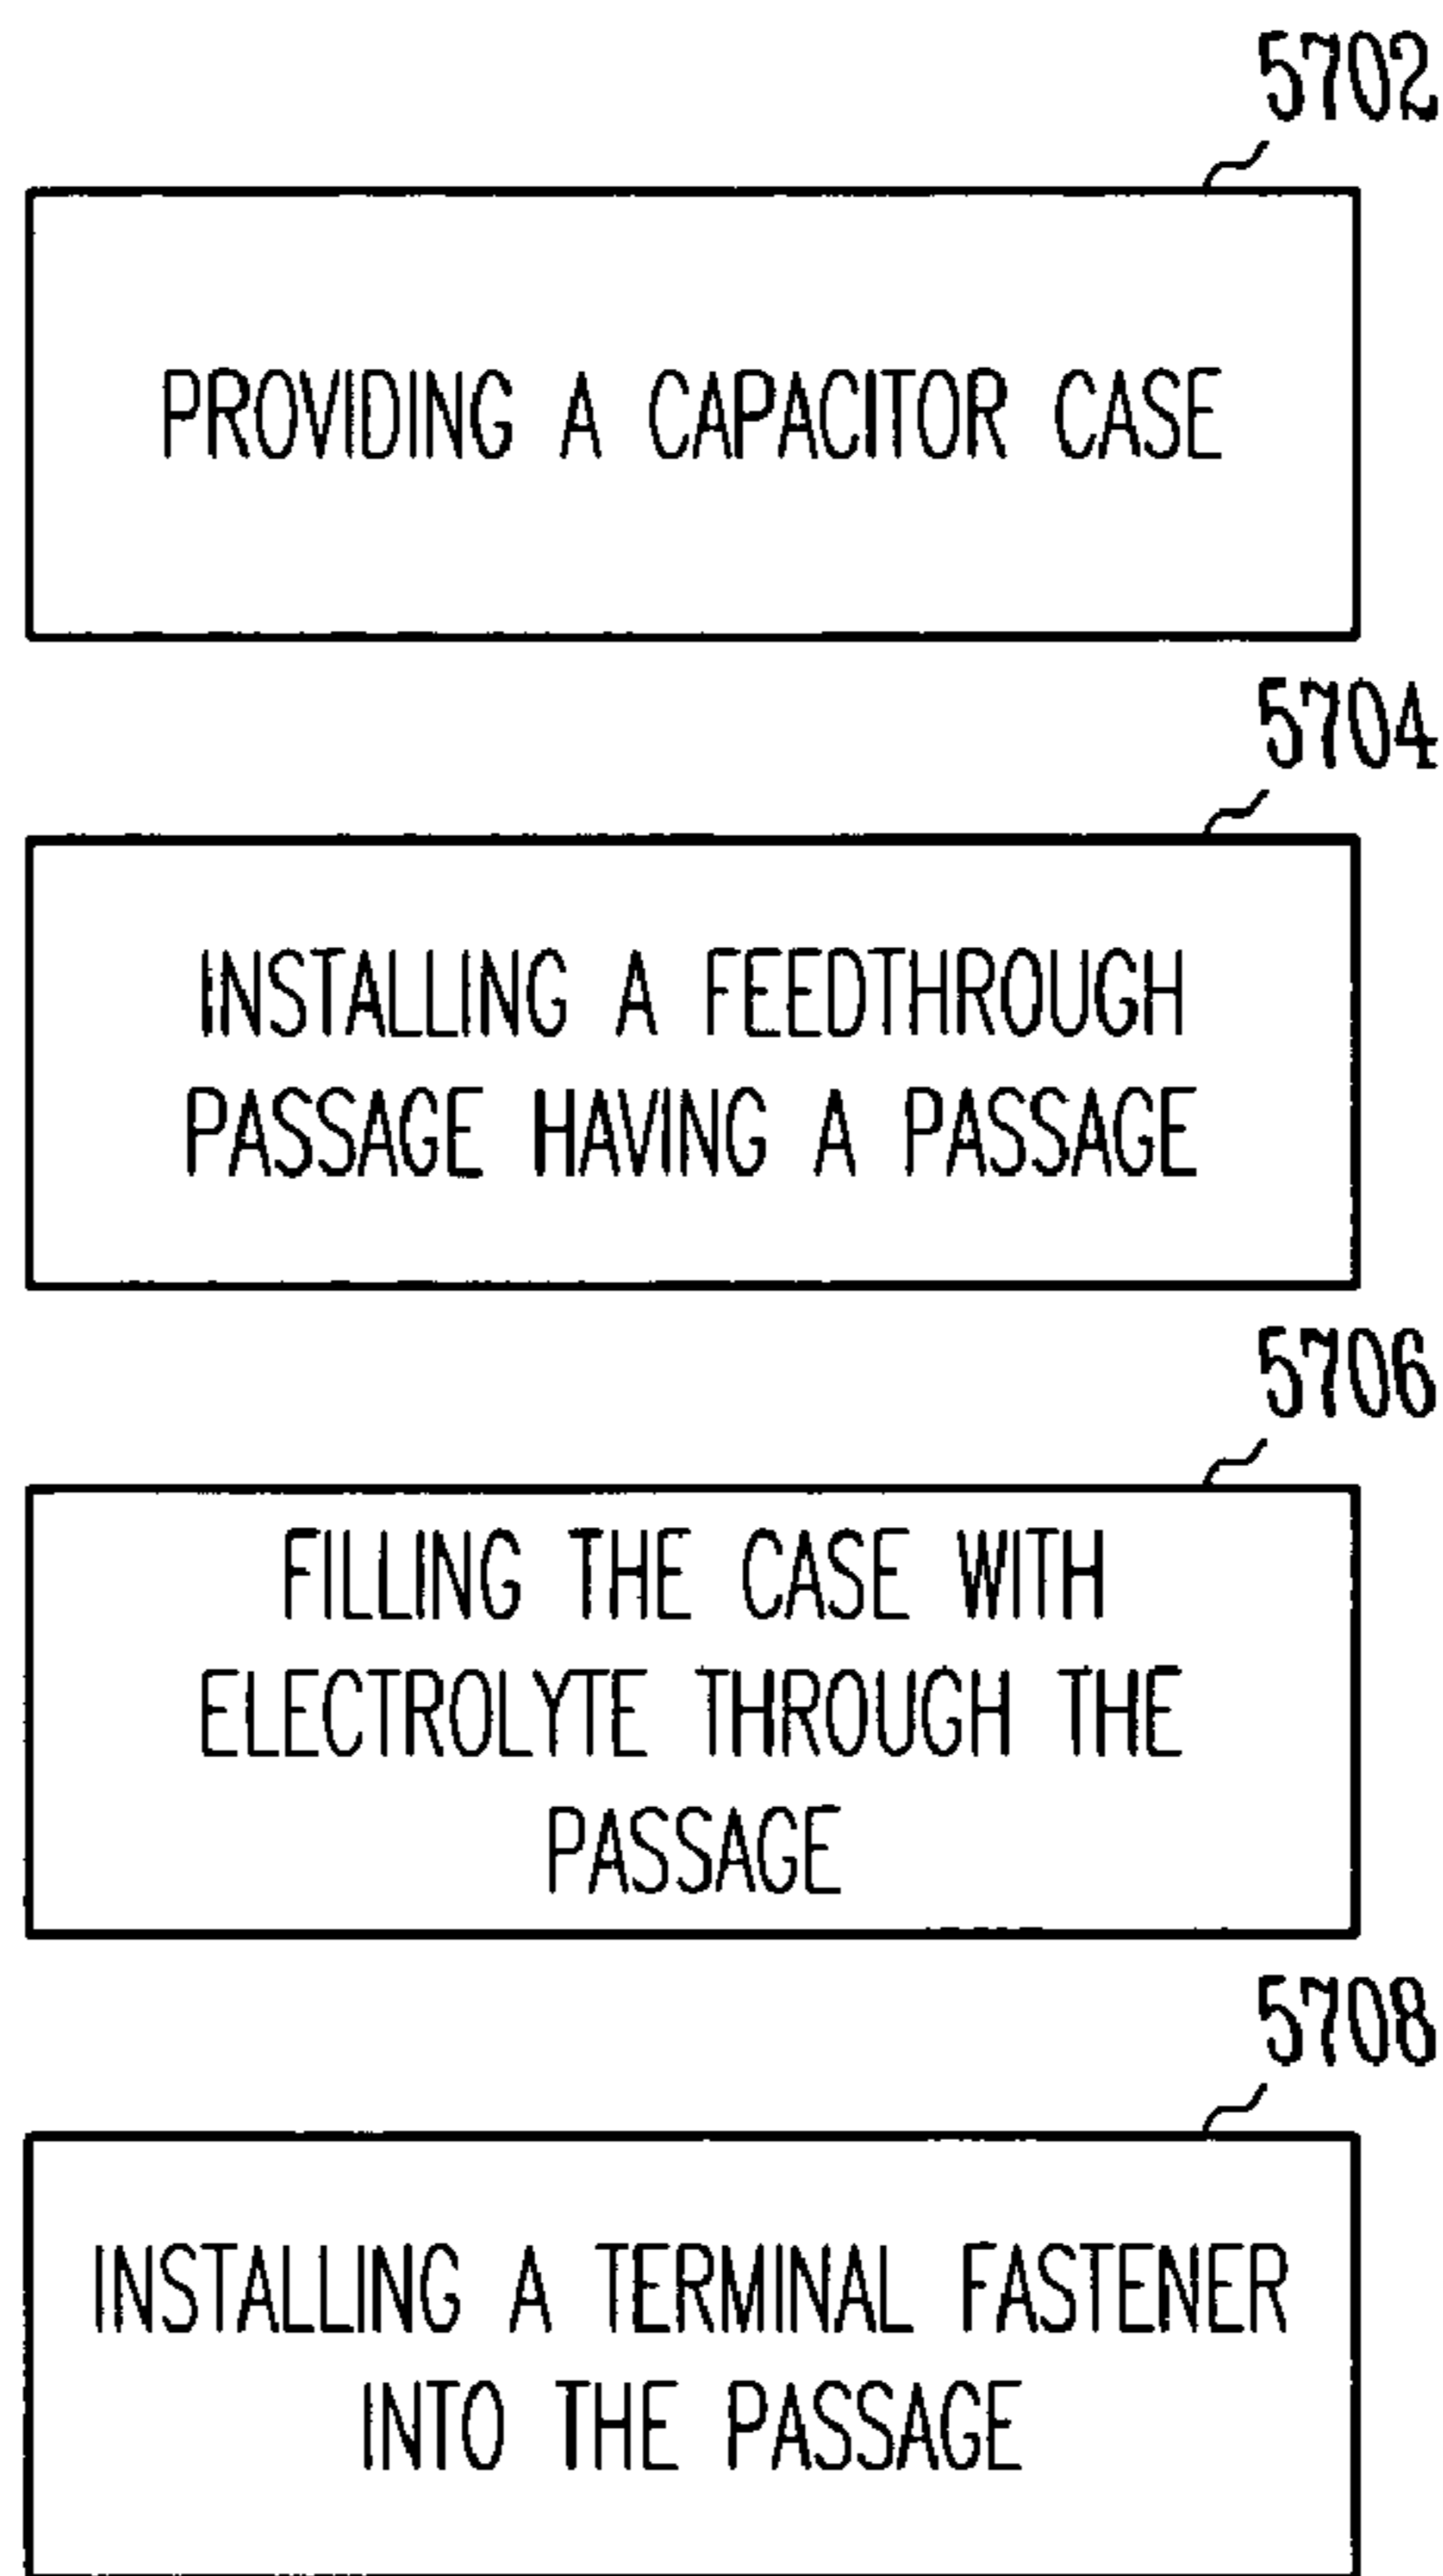 5702
PROVIDING A CAPACITOR CASE
5704
INSTALLING A FEEDTHROUGH
PASSAGE HAVING A PASSAGE
5706
FILLING THE CASE WITH
ELECTROLYTE THROUGH THE
PASSAGE
5708
INSTALLING A TERMINAL FASTENER
INTO THE PASSAGE